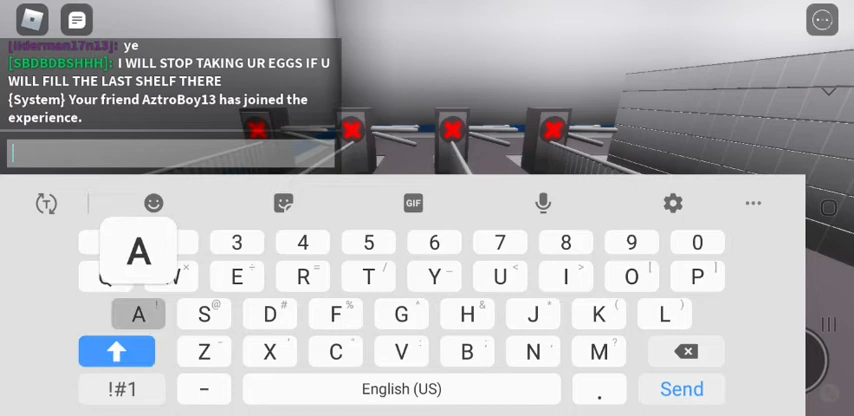 [ilderman17n13]: ye
[SBDBDBSHHH]: I WILL STOP TAKING UR EGGS IF U
WILL FILL THE LAST SHELF THERE
{System} Your friend AztroBoy13 has joined the
experience.
T GIF
A 3 4 5 6 7 8 9 0
Q W × E ÷ R = T / Y _ U < I > O [ P ]
A ! S @ D # F % G ^ H & J * K ( L )
Z - X ' C " V : B ; N , M ?
!#1 - English (US) . Send